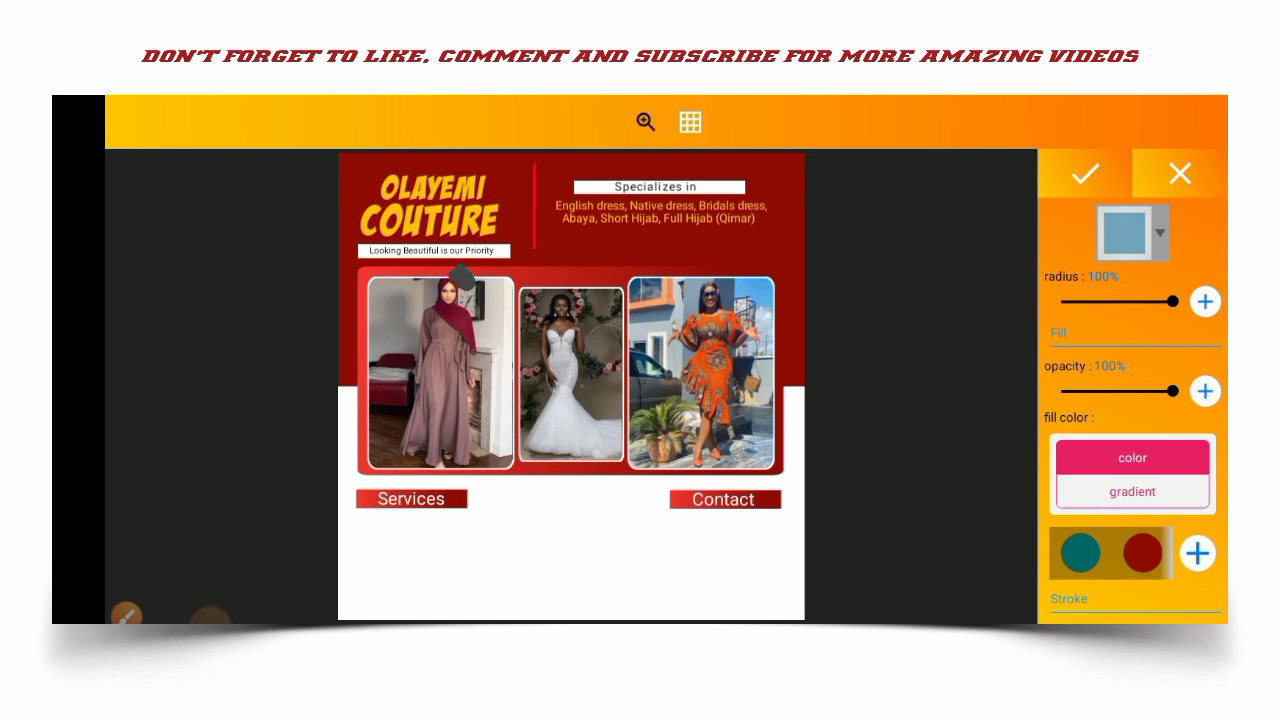 DON'T FORGET TO LIKE, COMMENT AND SUBSCRIBE FOR MORE AMAZING VIDEOS
OLAYEMI
COUTURE
Looking Beautiful is our Priority
Specializes in
English dress, Native dress, Bridals dress,
Abaya, Short Hijab, Full Hijab (Qimar)
Services
Contact
radius : 100%
Fill
opacity : 100%
fill color :
color
gradient
Stroke